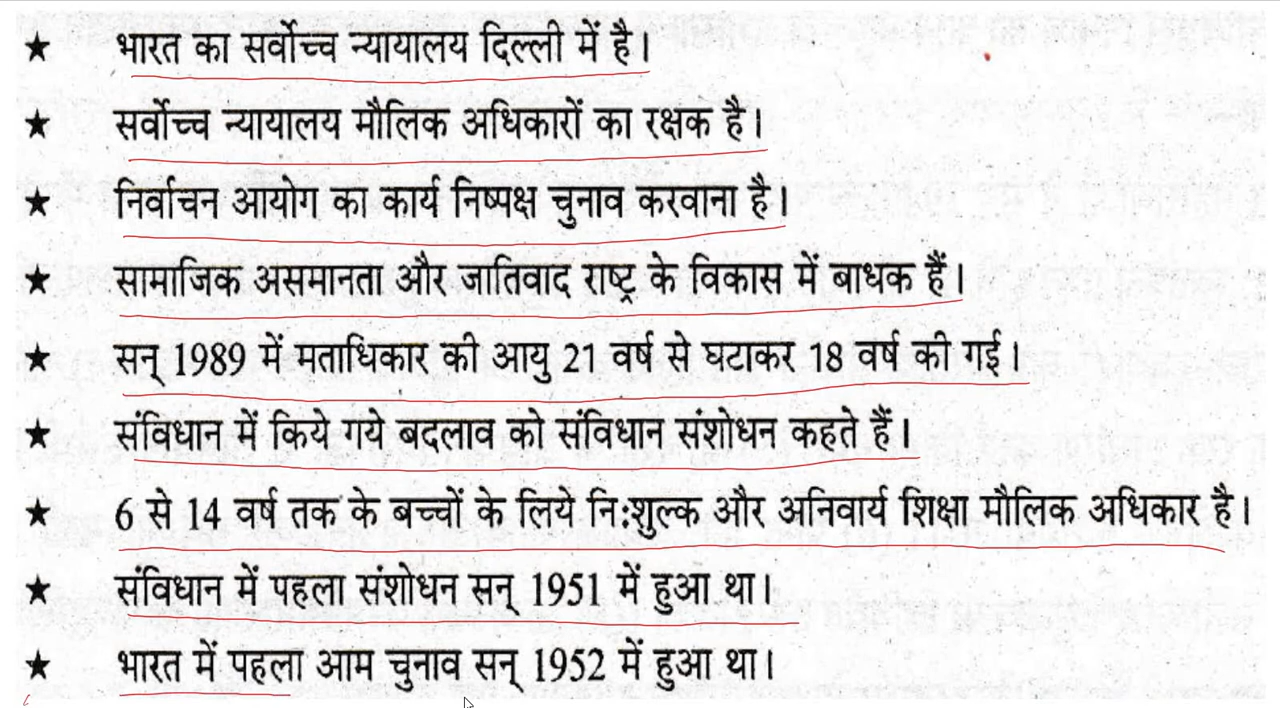 ★ भारत का सर्वोच्च न्यायालय दिल्ली में है।
★ सर्वोच्च न्यायालय मौलिक अधिकारों का रक्षक है।
★ निर्वाचन आयोग का कार्य निष्पक्ष चुनाव करवाना है।
★ सामाजिक असमानता और जातिवाद राष्ट्र के विकास में बाधक हैं।
★ सन् 1989 में मताधिकार की आयु 21 वर्ष से घटाकर 18 वर्ष की गई।
★ संविधान में किये गये बदलाव को संविधान संशोधन कहते हैं।
★ 6 से 14 वर्ष तक के बच्चों के लिये नि:शुल्क और अनिवार्य शिक्षा मौलिक अधिकार है।
★ संविधान में पहला संशोधन सन् 1951 में हुआ था।
★ भारत में पहला आम चुनाव सन् 1952 में हुआ था।